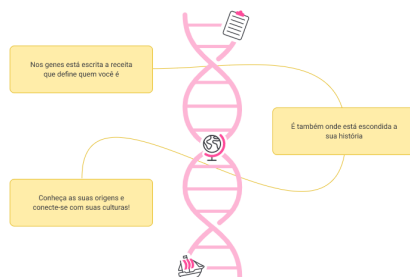 Nos genes está escrita a receita
que define quem você é
É também onde está escondida a
sua história
Conheça as suas origens e
conecte-se com suas culturas!